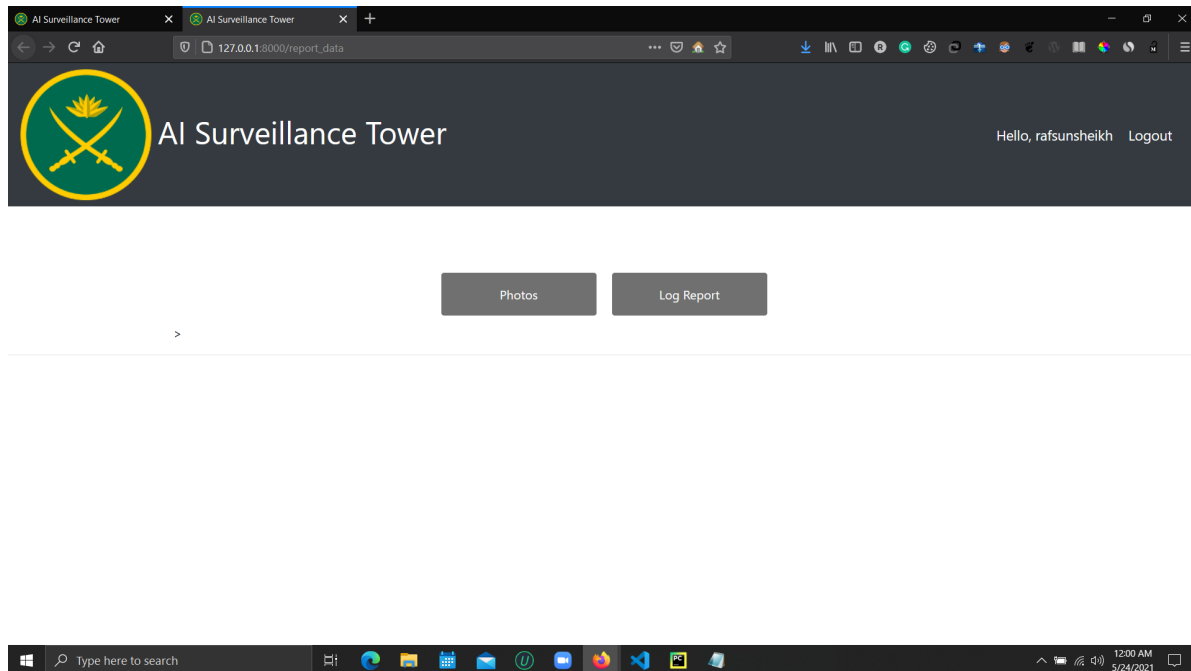 AI Surveillance Tower
AI Surveillance Tower
127.0.0.1:8000/report_data
AI Surveillance Tower
Hello, rafsunsheikh Logout
Photos
Log Report
>
Type here to search
PC
12:00 AM
5/24/2021